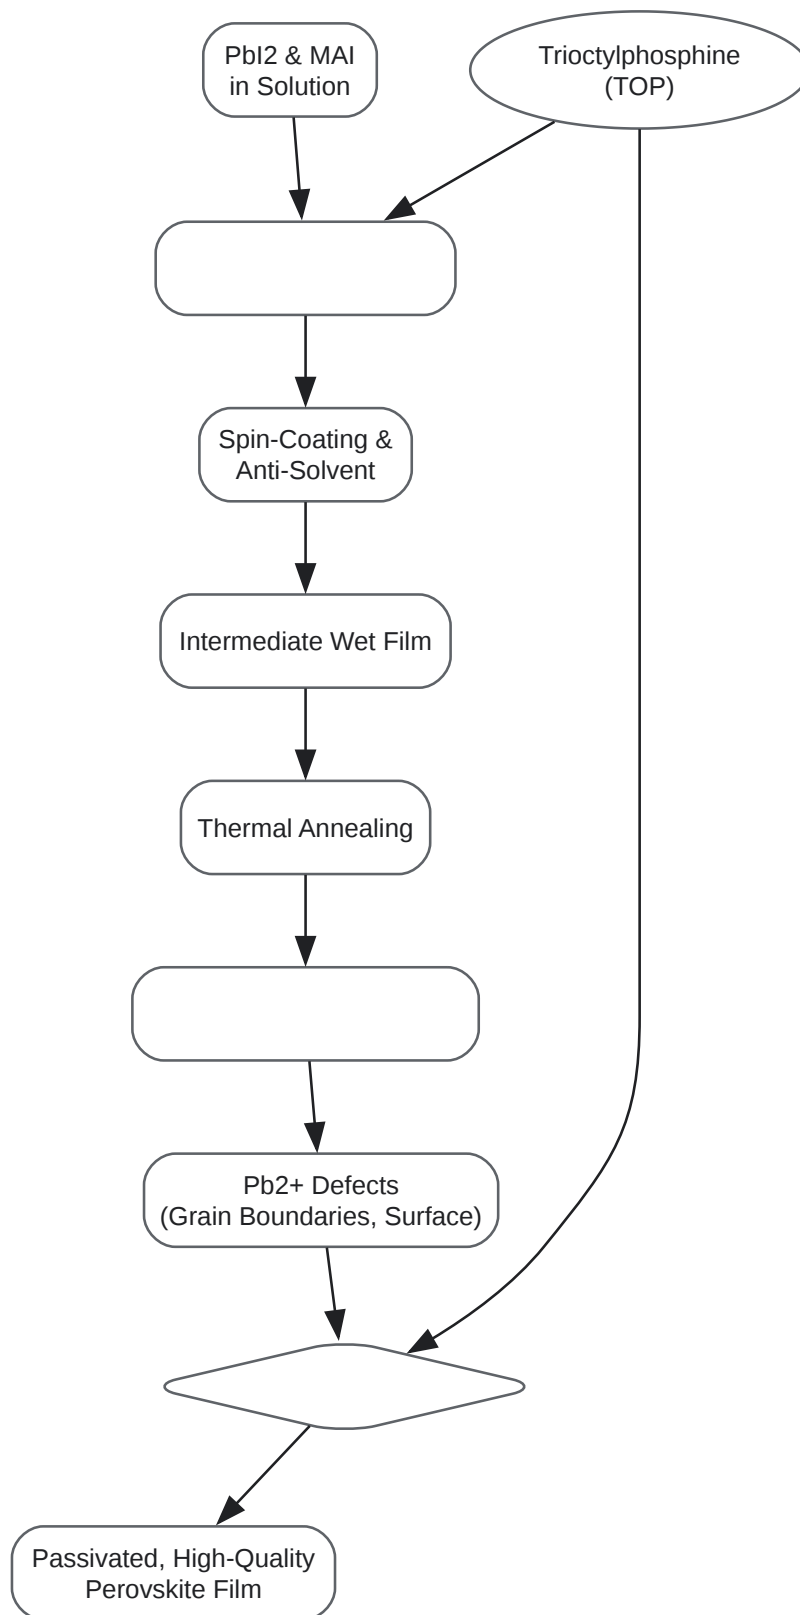 PbI2 & MAI
in Solution
Trioctylphosphine
(TOP)
Spin-Coating &
Anti-Solvent
Intermediate Wet Film
Thermal Annealing
Pb2+ Defects
(Grain Boundaries, Surface)
Passivated, High-Quality
Perovskite Film